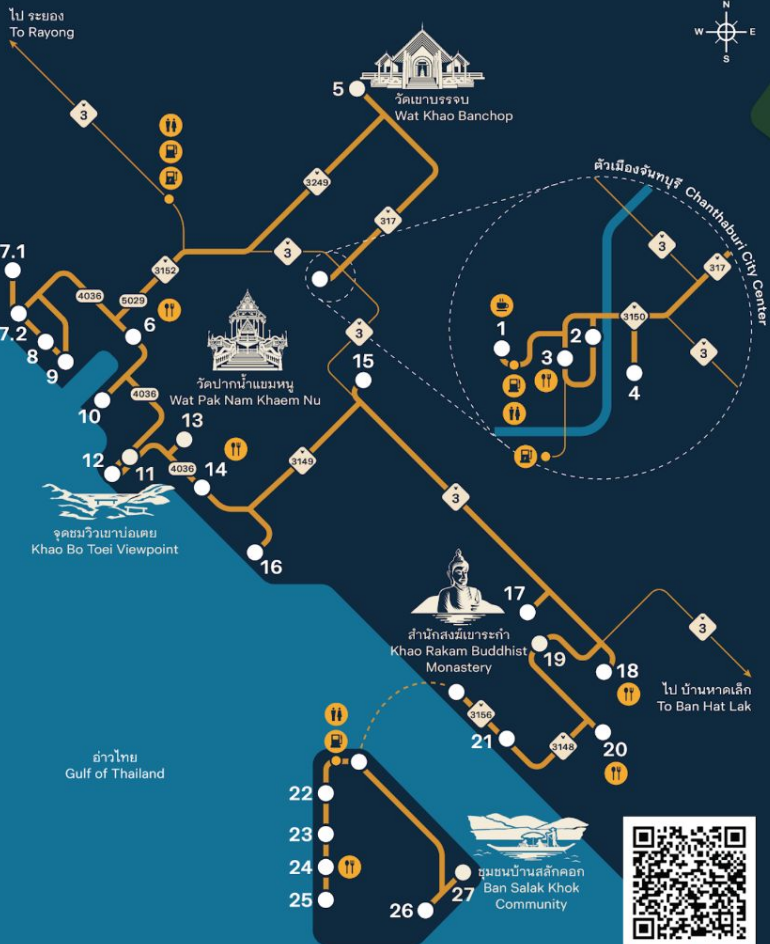 ไป ระยอง
To Rayong
N
W
E
S
3
5
วัดเขาบรรจบ
Wat Khao Banchop
ตัวเมืองจันทบุรี Chanthaburi City Center
3249
317
3
317
3
3152
3
7.1
4036
5029
3150
7.2
6
1
2
8
3
3
4
9
3
15
วัดปากน้ำแขมหนู
Wat Pak Nam Khaem Nu
10
4036
13
12
11
4036
14
3149
3
จุดชมวิวเขาบ่อเตย
Khao Bo Toei Viewpoint
16
17
สำนักสงฆ์เขาระกำ
Khao Rakam Buddhist
Monastery
3
19
18
ไป บ้านหาดเล็ก
To Ban Hat Lak
3156
21
3148
20
อ่าวไทย
Gulf of Thailand
22
23
24
25
26
27
ชุมชนบ้านสลักคอก
Ban Salak Khok
Community